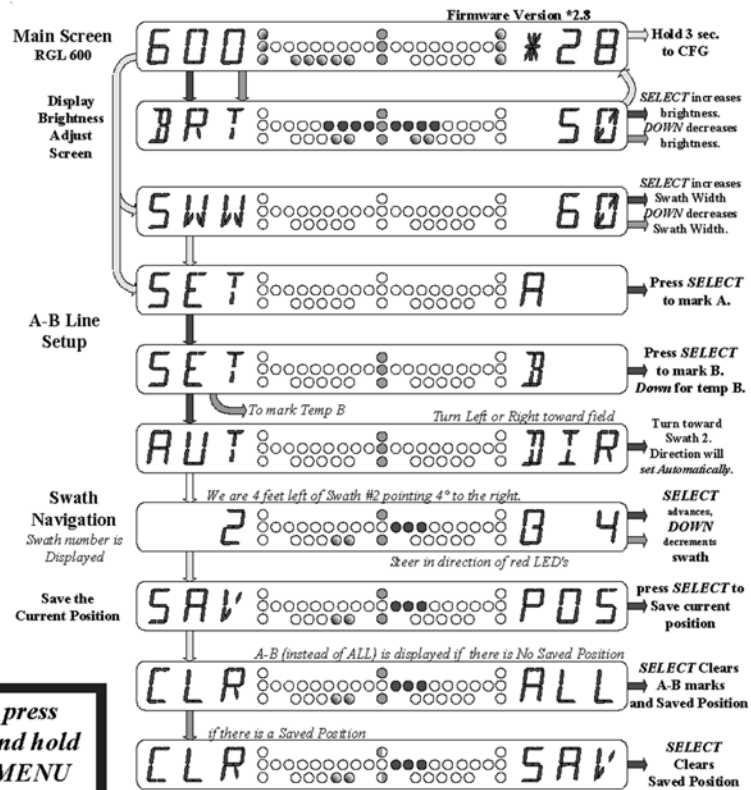 Firmware Version *2.8
Main Screen
RGL 600
600
* 28
Hold 3 sec.
to CFG
Display
Brightness
Adjust
Screen
BRT
50
SELECT increases
brightness.
DOWN decreases
brightness.
SWW
60
SELECT increases
Swath Width
DOWN decreases
Swath Width.
SET
A
Press SELECT
to mark A.
A-B Line
Setup
SET
B
Press SELECT
to mark B.
Down for temp B.
To mark Temp B
Turn Left or Right toward field
AUT
DIR
Turn toward
Swath 2.
Direction will
set Automatically.
We are 4 feet left of Swath #2 pointing 4° to the right.
Swath
Navigation
Swath number is
Displayed
2
B 4
SELECT
advances,
DOWN
decrements
swath
Steer in direction of red LED's
Save the
Current Position
SAV
POS
press SELECT to
Save current
position
A-B (instead of ALL) is displayed if there is No Saved Position
CLR
ALL
SELECT Clears
A-B marks
and Saved Position
if there is a Saved Position
CLR
SAV
SELECT
Clears
Saved Position
press
and hold
MENU